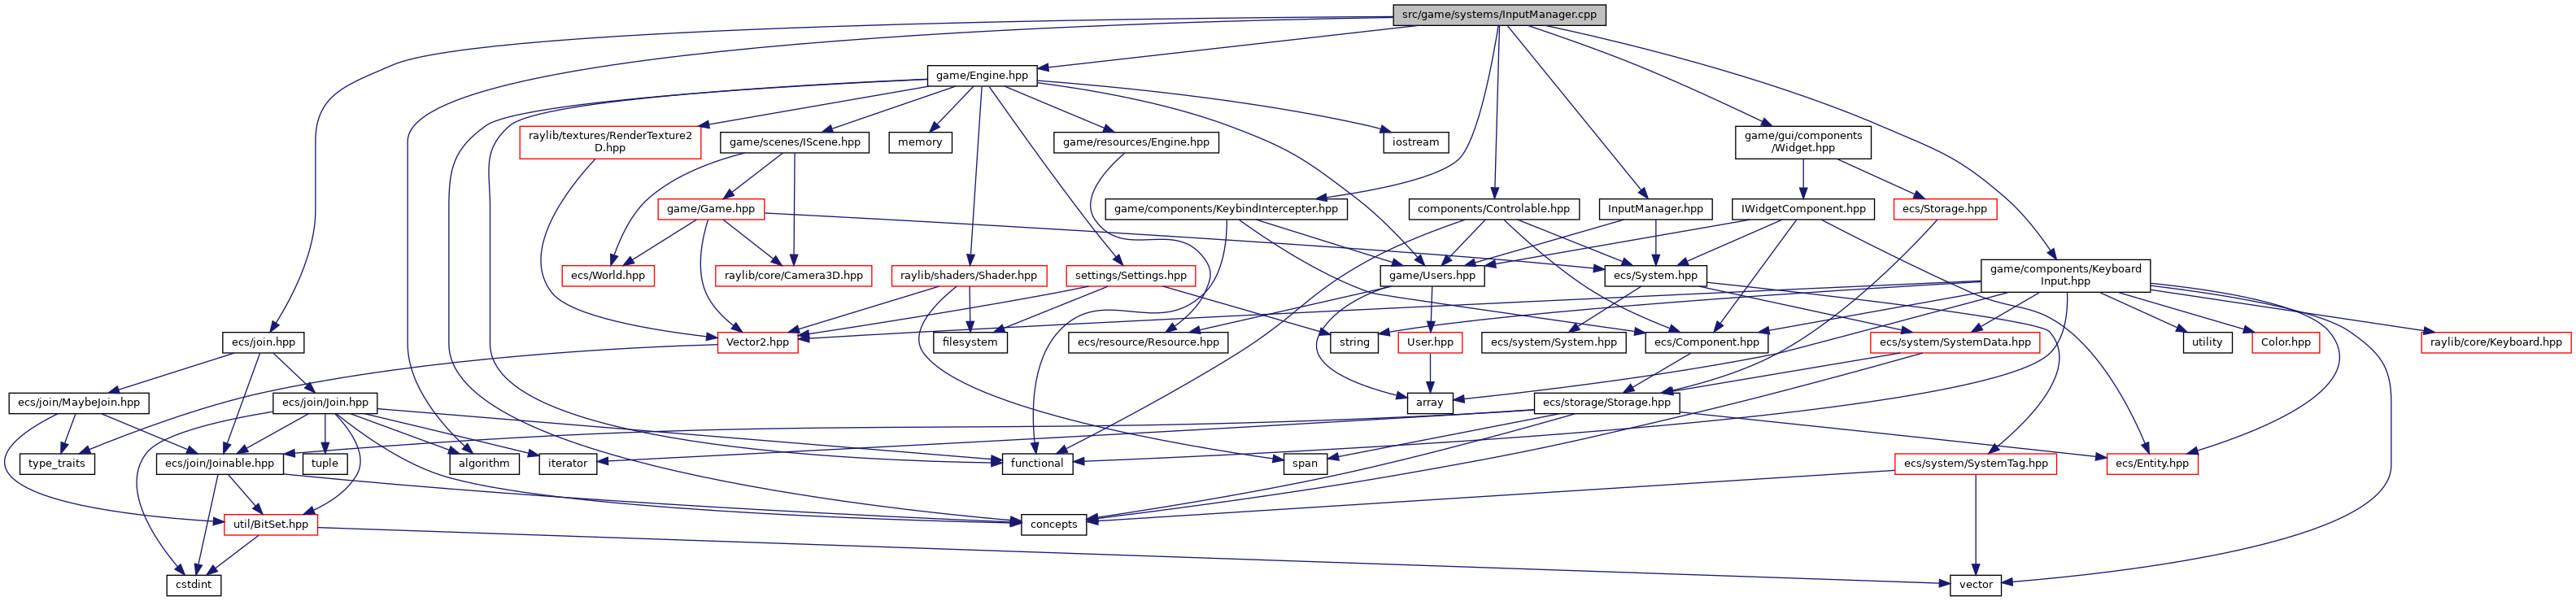 src/game/systems/InputManager.cpp
game/Engine.hpp
raylib/textures/RenderTexture2
D.hpp
game/scenes/IScene.hpp
memory
game/resources/Engine.hpp
iostream
game/gui/components
/Widget.hpp
game/Game.hpp
game/components/KeybindIntercepter.hpp
components/Controlable.hpp
InputManager.hpp
IWidgetComponent.hpp
ecs/Storage.hpp
ecs/World.hpp
raylib/core/Camera3D.hpp
raylib/shaders/Shader.hpp
settings/Settings.hpp
game/Users.hpp
ecs/System.hpp
game/components/Keyboard
Input.hpp
ecs/join.hpp
Vector2.hpp
filesystem
ecs/resource/Resource.hpp
string
User.hpp
ecs/system/System.hpp
ecs/Component.hpp
ecs/system/SystemData.hpp
utility
Color.hpp
raylib/core/Keyboard.hpp
ecs/join/MaybeJoin.hpp
ecs/join/Join.hpp
array
ecs/storage/Storage.hpp
type_traits
ecs/join/Joinable.hpp
tuple
algorithm
iterator
functional
span
ecs/system/SystemTag.hpp
ecs/Entity.hpp
util/BitSet.hpp
concepts
cstdint
vector